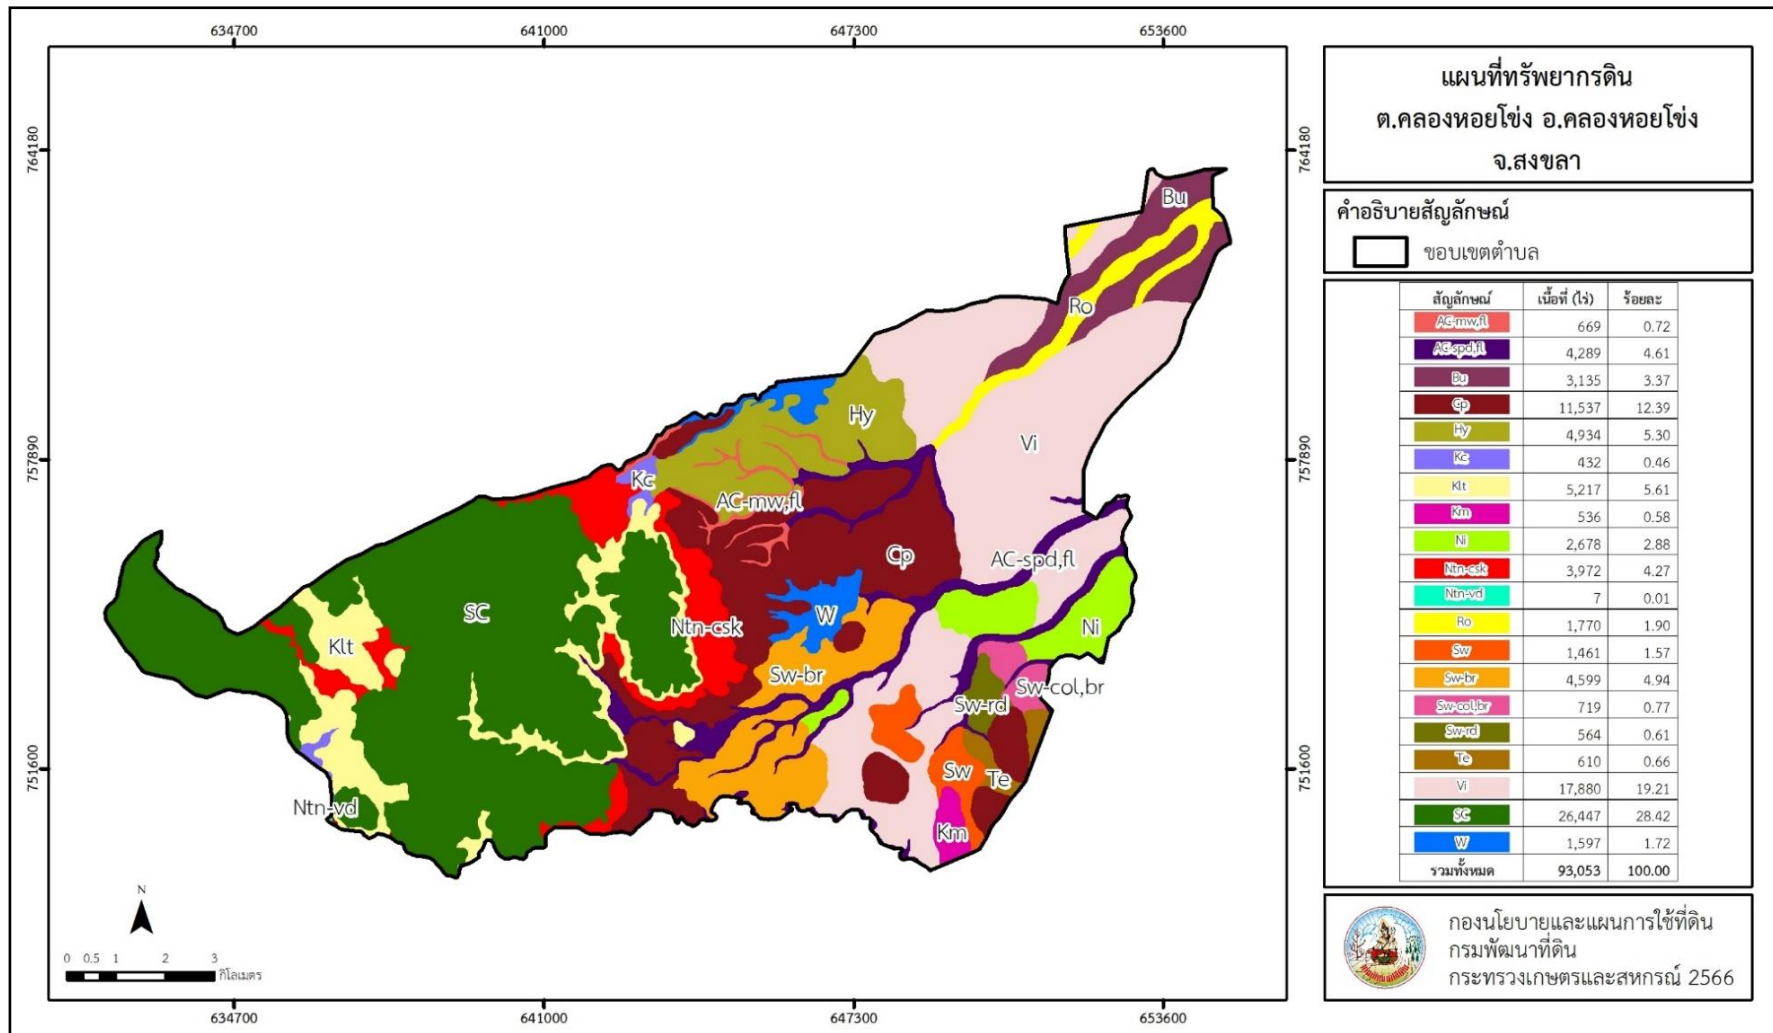 634700 641000 647300 653600
แผนที่ทรัพยากรดิน
ต.คลองหอยโข่ง อ.คลองหอยโข่ง
จ.สงขลา
คำอธิบายสัญลักษณ์
ขอบเขตตำบล
สัญลักษณ์ เนื้อที่ (ไร่) ร้อยละ
AC-mw,fl 669 0.72
AC-spd,fl 4,289 4.61
Bu 3,135 3.37
Cp 11,537 12.39
Hy 4,934 5.30
Kc 432 0.46
Klt 5,217 5.61
Km 536 0.58
Ni 2,678 2.88
Ntn-csk 3,972 4.27
Ntn-vd 7 0.01
Ro 1,770 1.90
Sw 1,461 1.57
Sw-br 4,599 4.94
Sw-col,br 719 0.77
Sw-rd 564 0.61
Te 610 0.66
Vi 17,880 19.21
SC 26,447 28.42
W 1,597 1.72
รวมทั้งหมด 93,053 100.00
กองนโยบายและแผนการใช้ที่ดิน
กรมพัฒนาที่ดิน
กระทรวงเกษตรและสหกรณ์ 2566
764180 764180
Bu
Ro
Hy
Vi
757890 757890
Kc
AC-mw,fl
Cp
AC-spd,fl
SC
W
Ntn-csk
Ni
Klt
Sw-br
Sw-col,br
Sw-rd
751600 751600
Sw
Te
Ntn-vd
Km
N
0 0.5 1 2 3
กิโลเมตร
634700 641000 647300 653600